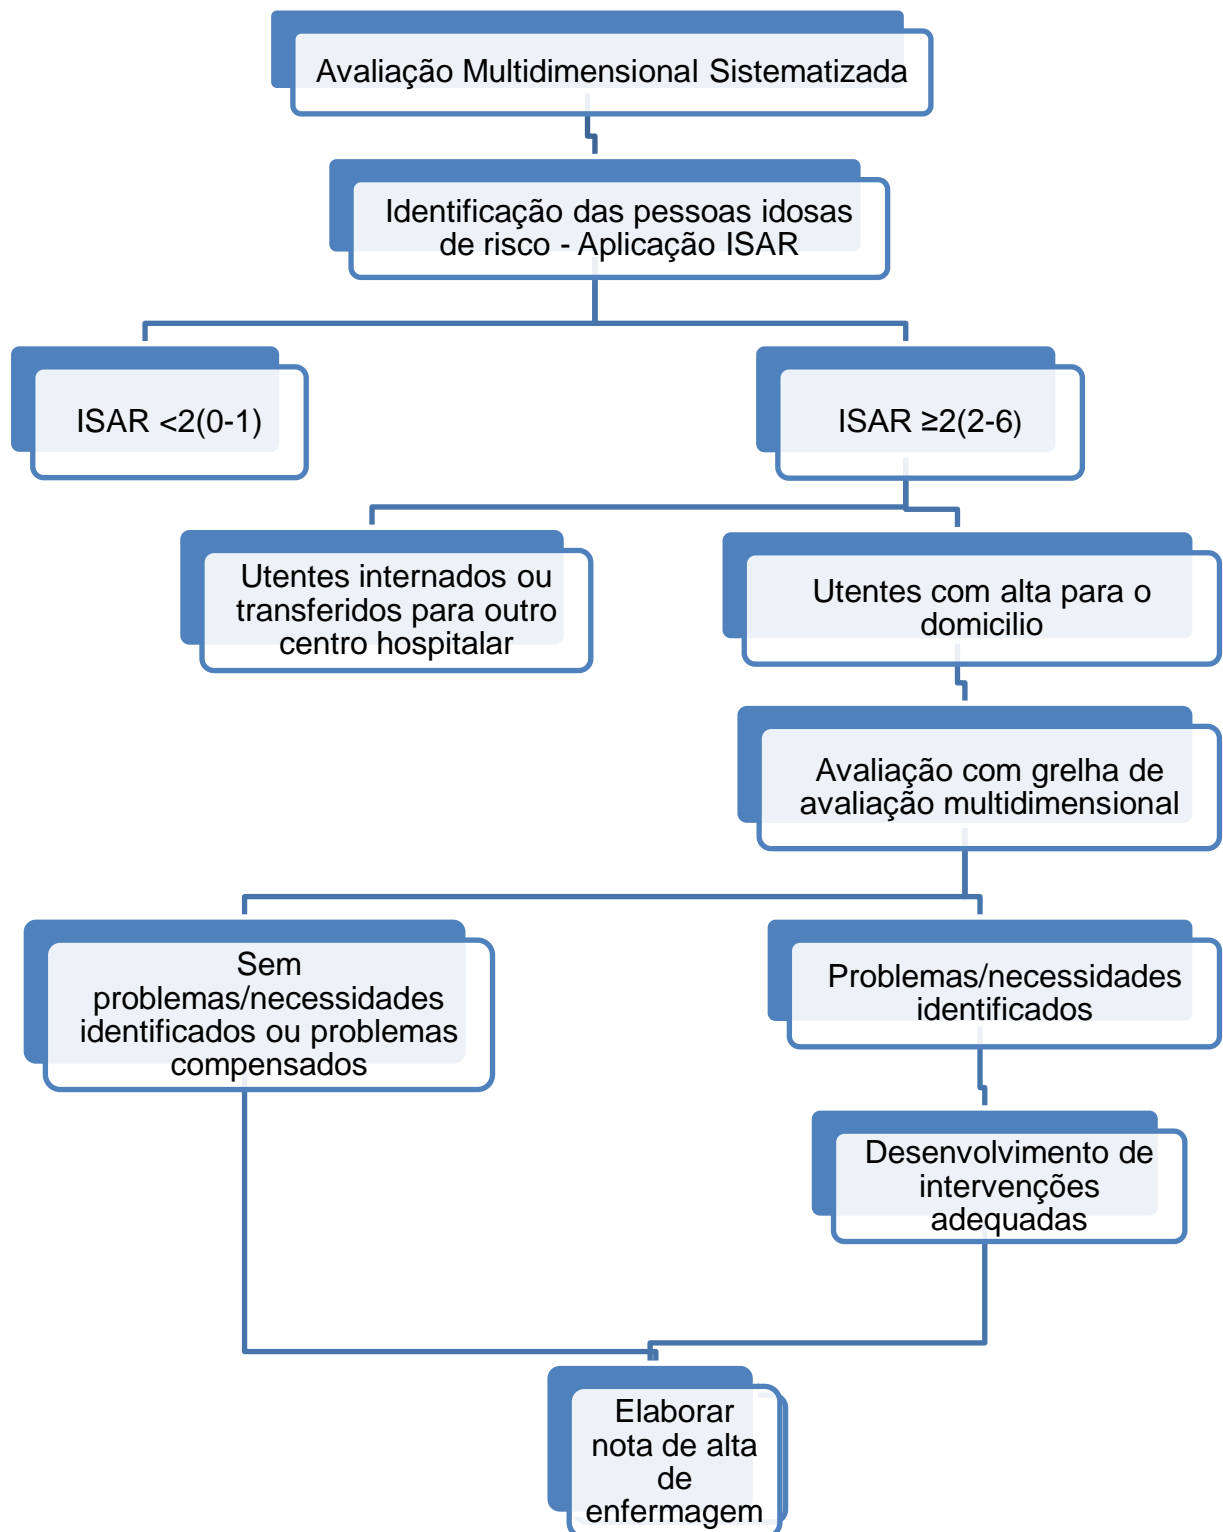 Avaliação Multidimensional Sistematizada
Identificação das pessoas idosas
de risco - Aplicação ISAR
ISAR <2(0-1)
ISAR ≥2(2-6)
Utentes internados ou
transferidos para outro
centro hospitalar
Utentes com alta para o
domicilio
Avaliação com grelha de
avaliação multidimensional
Sem
problemas/necessidades
identificados ou problemas
compensados
Problemas/necessidades
identificados
Desenvolvimento de
intervenções
adequadas
Elaborar
nota de alta
de
enfermagem